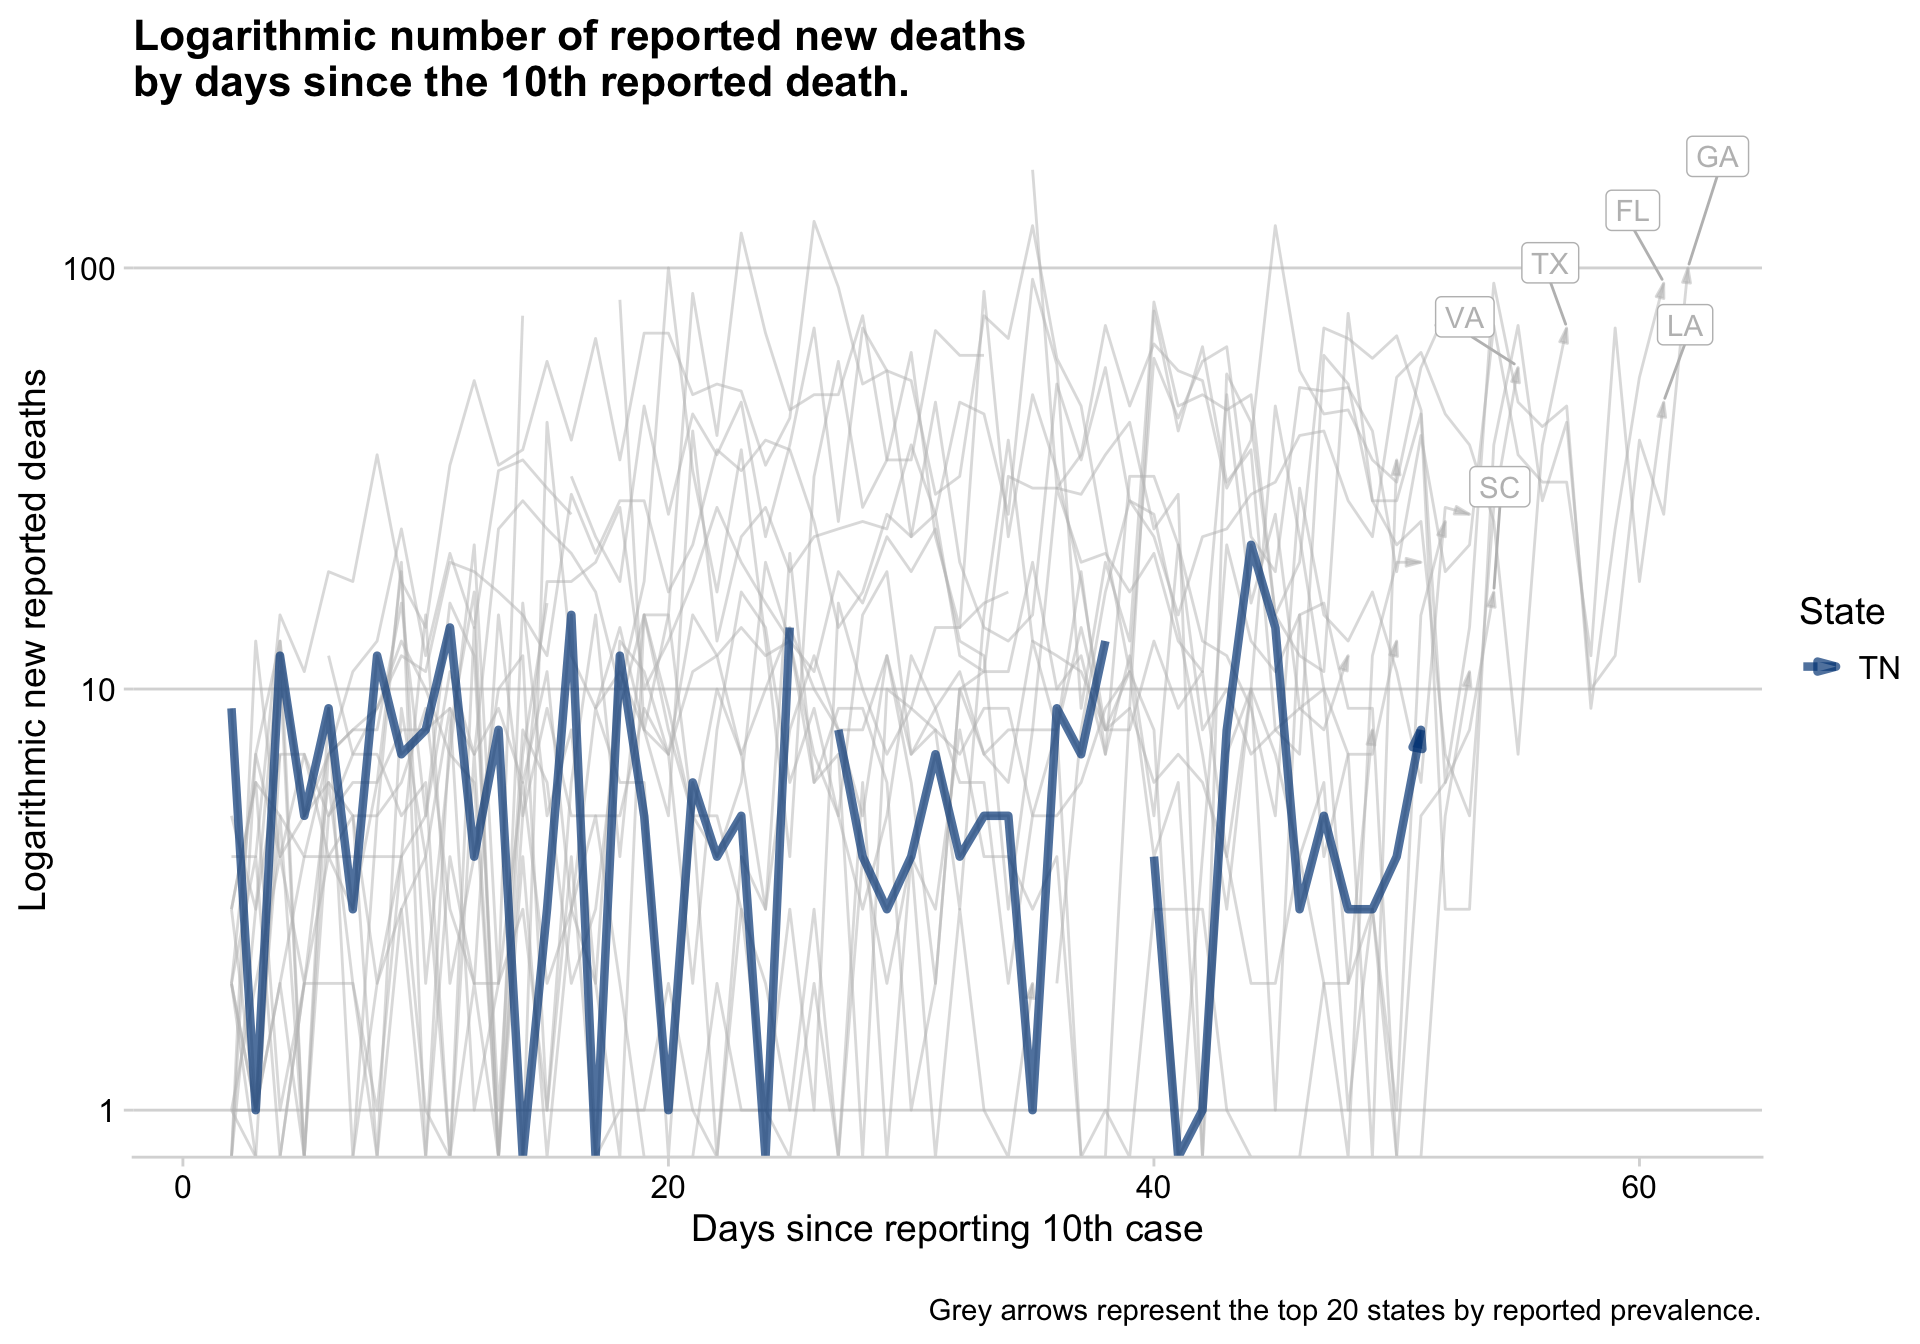 Logarithmic number of reported new deaths
by days since the 10th reported death.
GA
FL
TX
VA
LA
SC
100
10
1
Logarithmic new reported deaths
0 20 40 60
Days since reporting 10th case
State
TN
Grey arrows represent the top 20 states by reported prevalence.